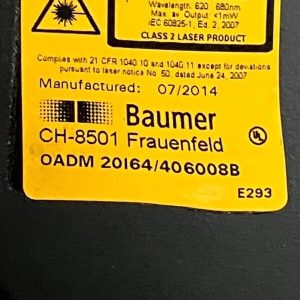 Wavelength: 620 680nm
Max. av Output <1mW
IEC 60825-1, Ed. 2, 2007
CLASS 2 LASER PRODUCT
Complies with 21 CFR 1040 10 and 1040.11 except for deviations
pursuant to laser notice No. 50, dated June 24, 2007
Manufactured: 07/2014
Baumer
CH-8501 Frauenfeld
OADM 20I64/406008B
E293